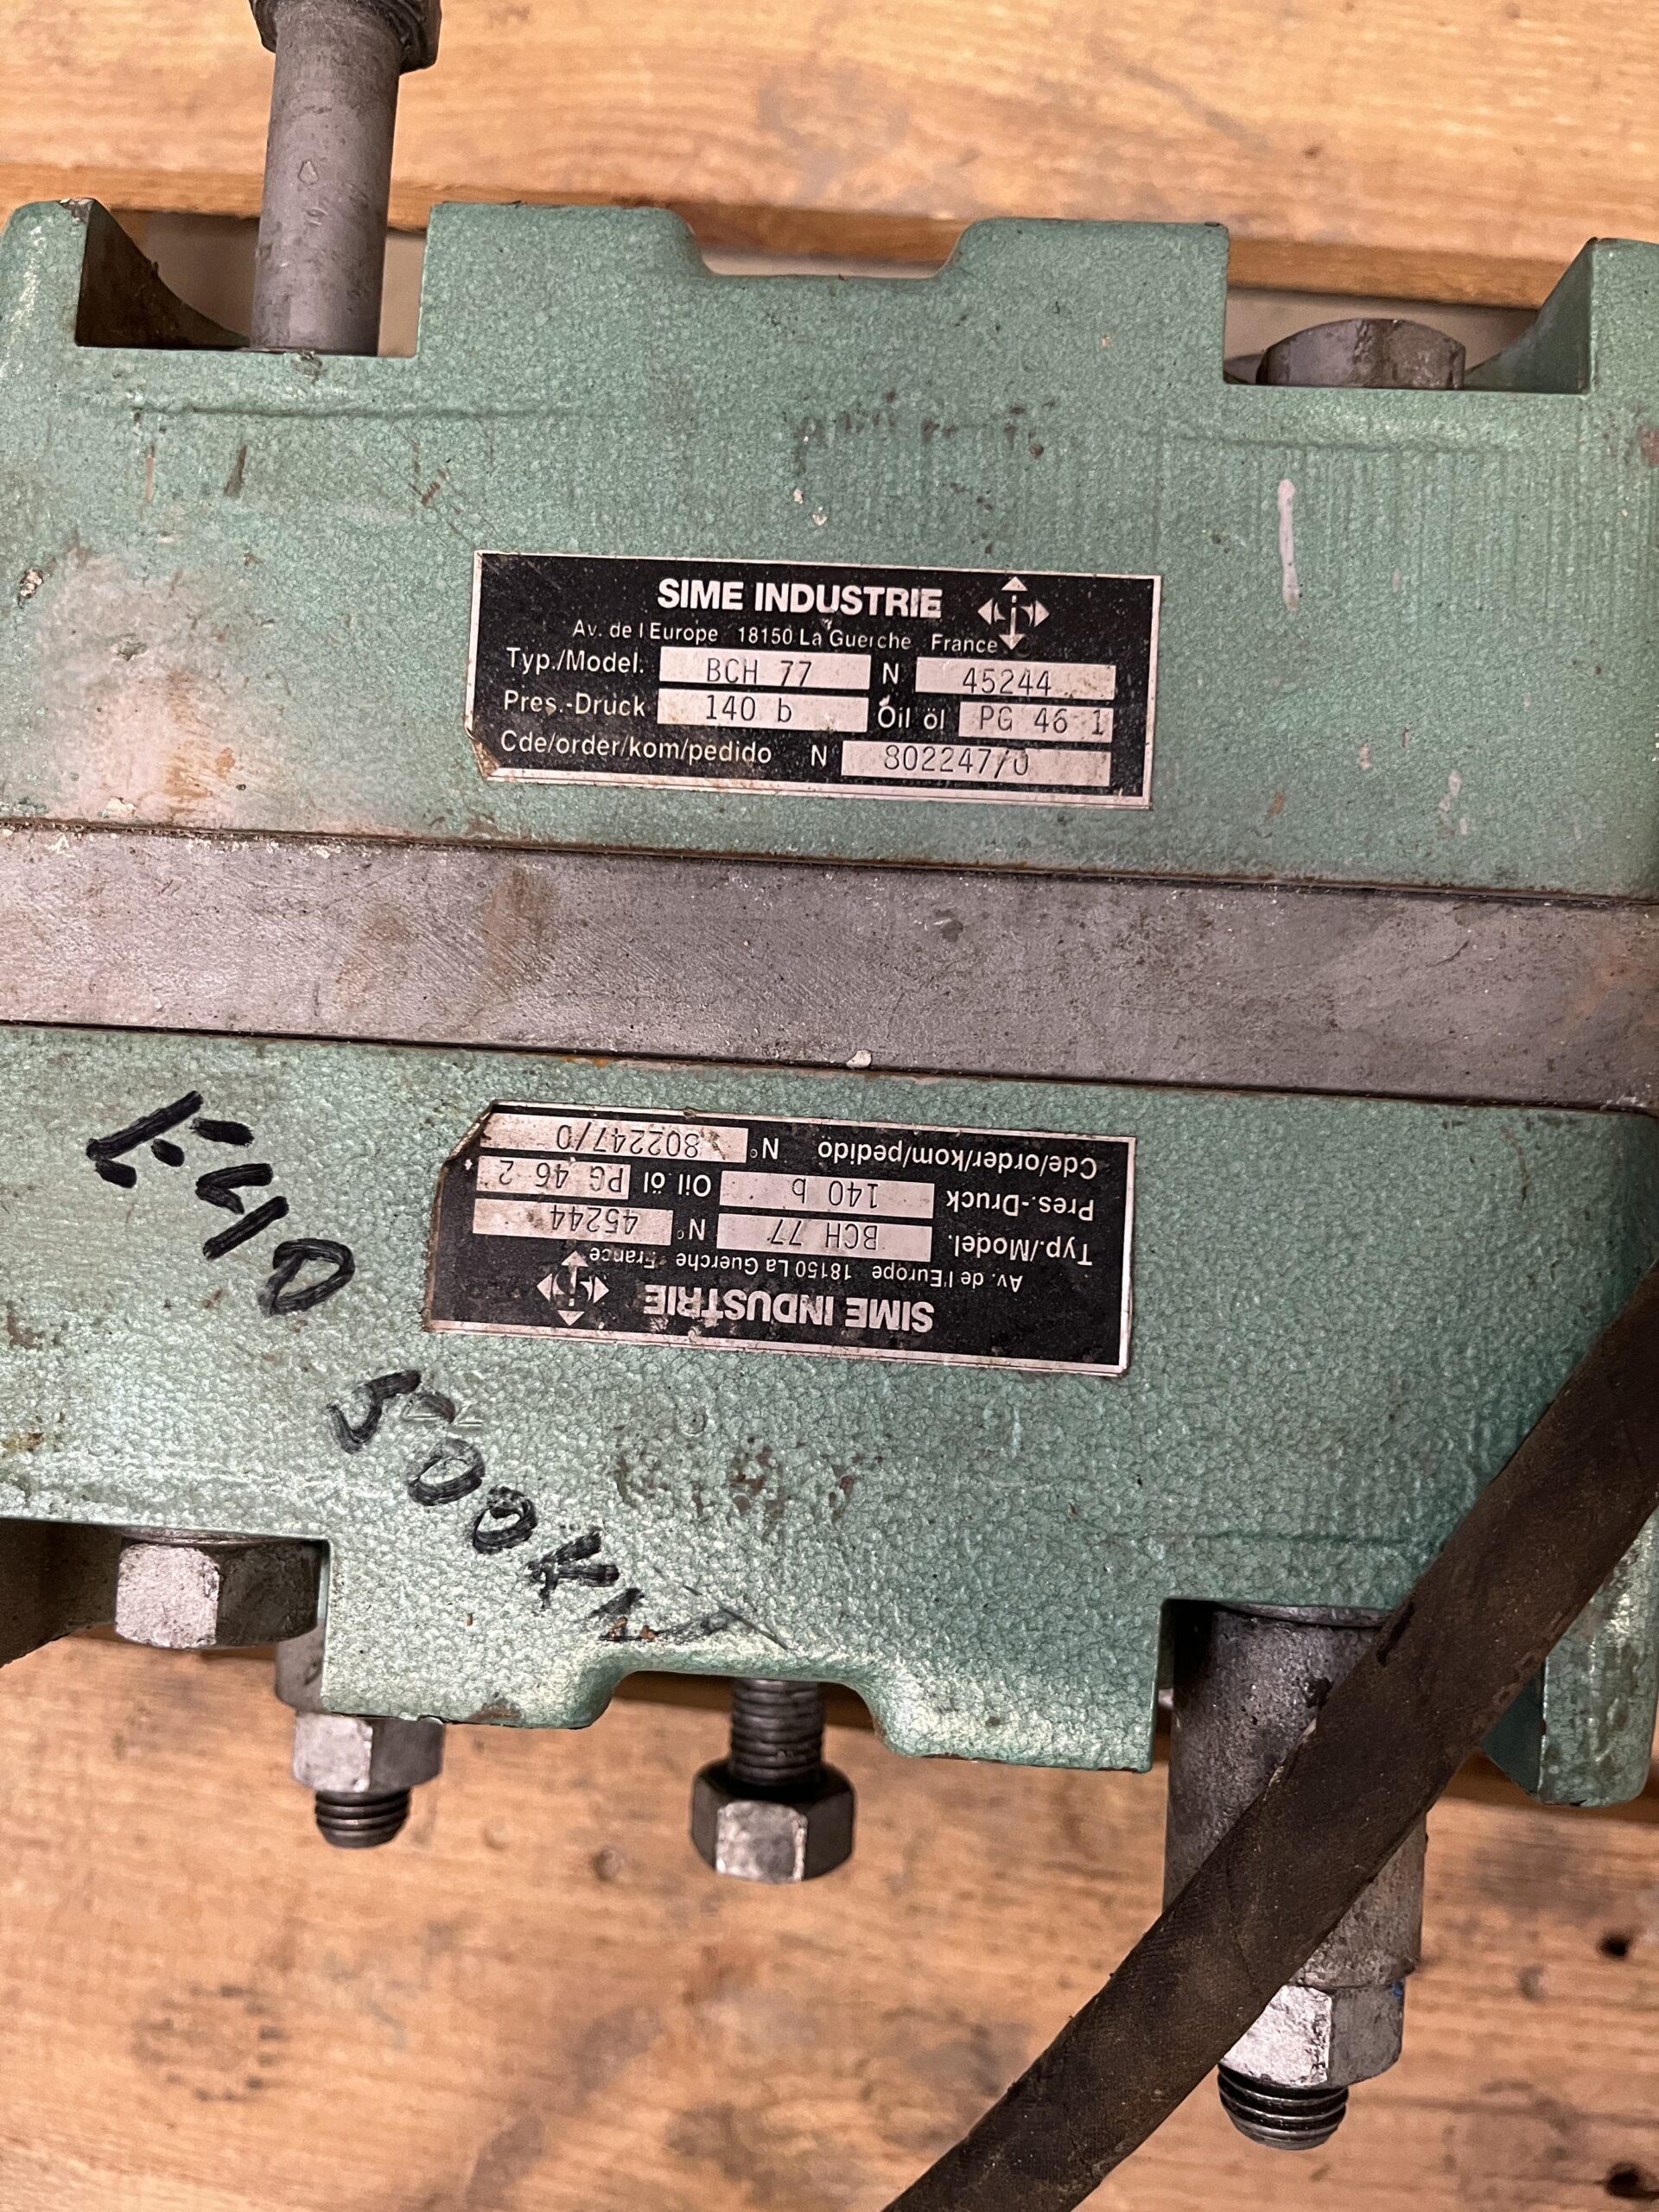 SIME INDUSTRIE
Av. de l Europe 18150 La Guerche France
Typ./Model. BCH 77 N 45244
Pres.-Druck 140 b Oil öl PG 46 1
Cde/order/kom/pedido N 802247/0
SIME INDUSTRIE
Av. de l'Europe 18150 La Guerche France
Typ./Model. BCH 77 N° 45244
Pres.-Druck 140 b Oil öl PG 46 2
Cde/order/kom/pedido N° 802247/0
500KN